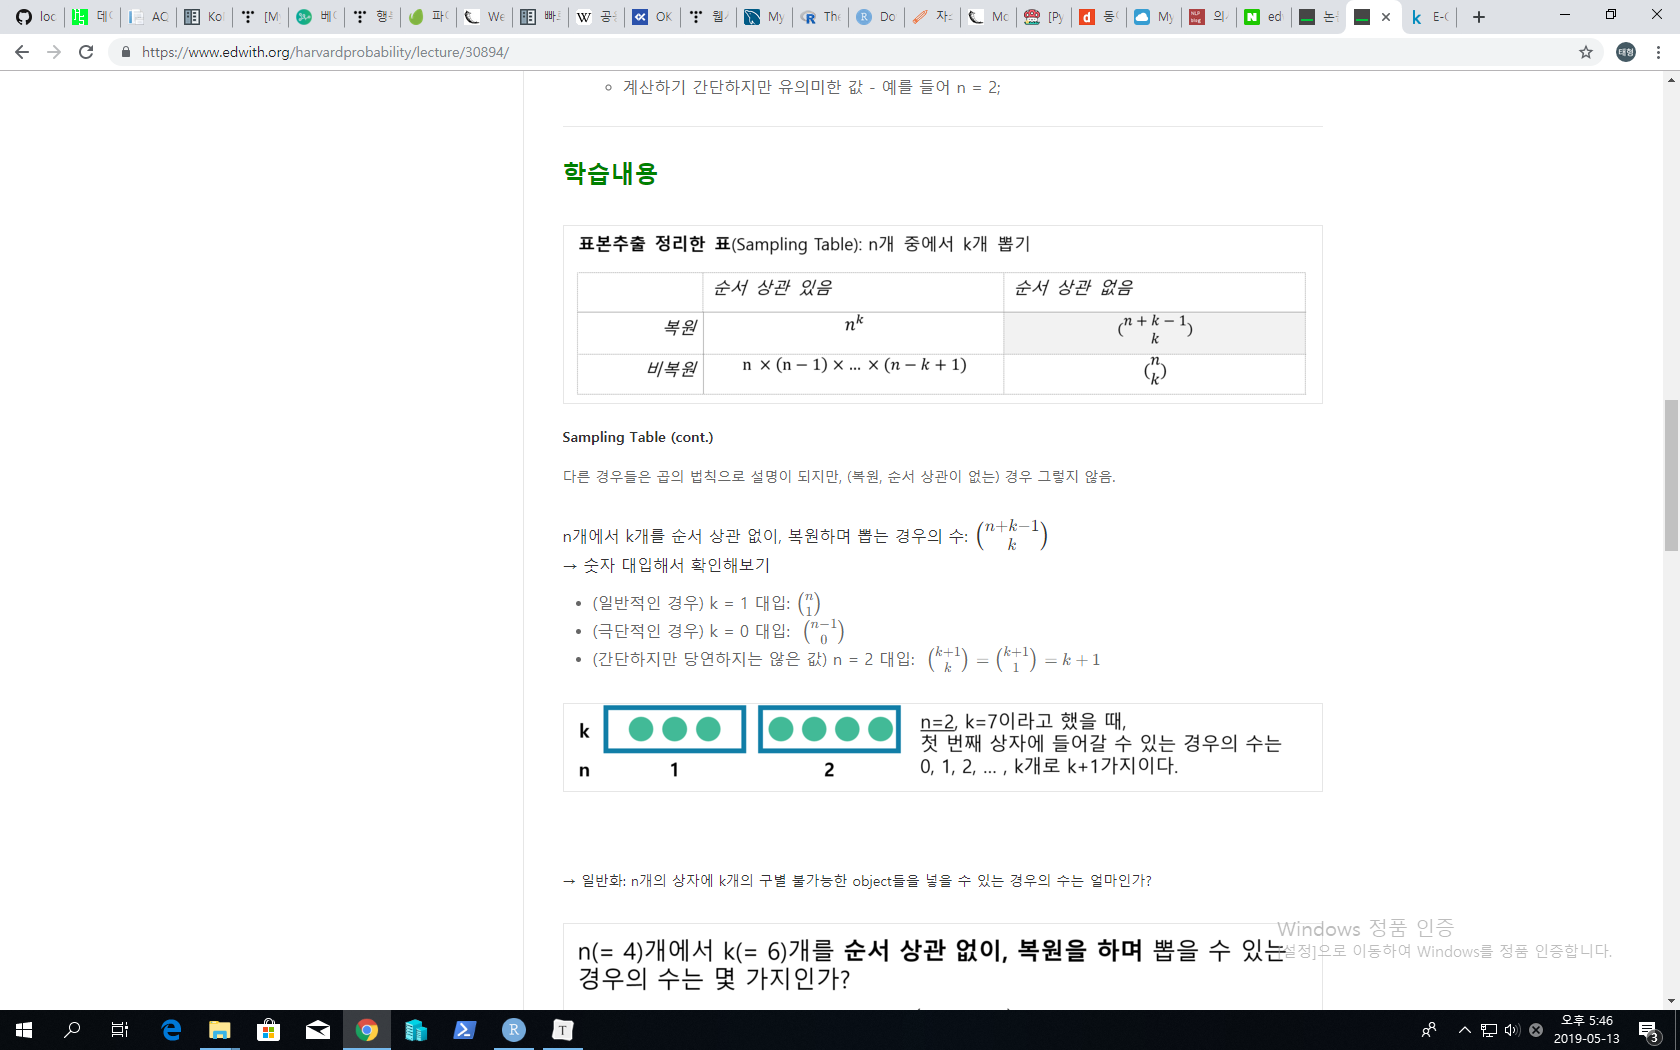 loc
데이
AC
Kol
[M
베이
행
파이
We
빠르
공
OK
웹
My
The
Do
자
Mo
[Py
동
My
의
ed
논
E-C
https://www.edwith.org/harvardprobability/lecture/30894/
태형
계산하기 간단하지만 유의미한 값 - 예를 들어 n = 2;
학습내용
표본추출 정리한 표(Sampling Table): n개 중에서 k개 뽑기
순서 상관 있음 순서 상관 없음
복원 n^k (n + k − 1 k)
비복원 n × (n − 1) × … × (n − k + 1) (n k)
Sampling Table (cont.)
다른 경우들은 곱의 법칙으로 설명이 되지만, (복원, 순서 상관이 없는) 경우 그렇지 않음.
n개에서 k개를 순서 상관 없이, 복원하며 뽑는 경우의 수: (n+k−1 k)
→ 숫자 대입해서 확인해보기
• (일반적인 경우) k = 1 대입: (n 1)
• (극단적인 경우) k = 0 대입: (n−1 0)
• (간단하지만 당연하지는 않은 값) n = 2 대입: (k+1 k) = (k+1 1) = k + 1
k
n 1 2
n=2, k=7이라고 했을 때,
첫 번째 상자에 들어갈 수 있는 경우의 수는
0, 1, 2, … , k개로 k+1가지이다.
→ 일반화: n개의 상자에 k개의 구별 불가능한 object들을 넣을 수 있는 경우의 수는 얼마인가?
n(= 4)개에서 k(= 6)개를 순서 상관 없이, 복원을 하며 뽑을 수 있는
경우의 수는 몇 가지인가?
Windows 정품 인증
[설정]으로 이동하여 Windows를 정품 인증합니다.
오후 5:46
2019-05-13
3